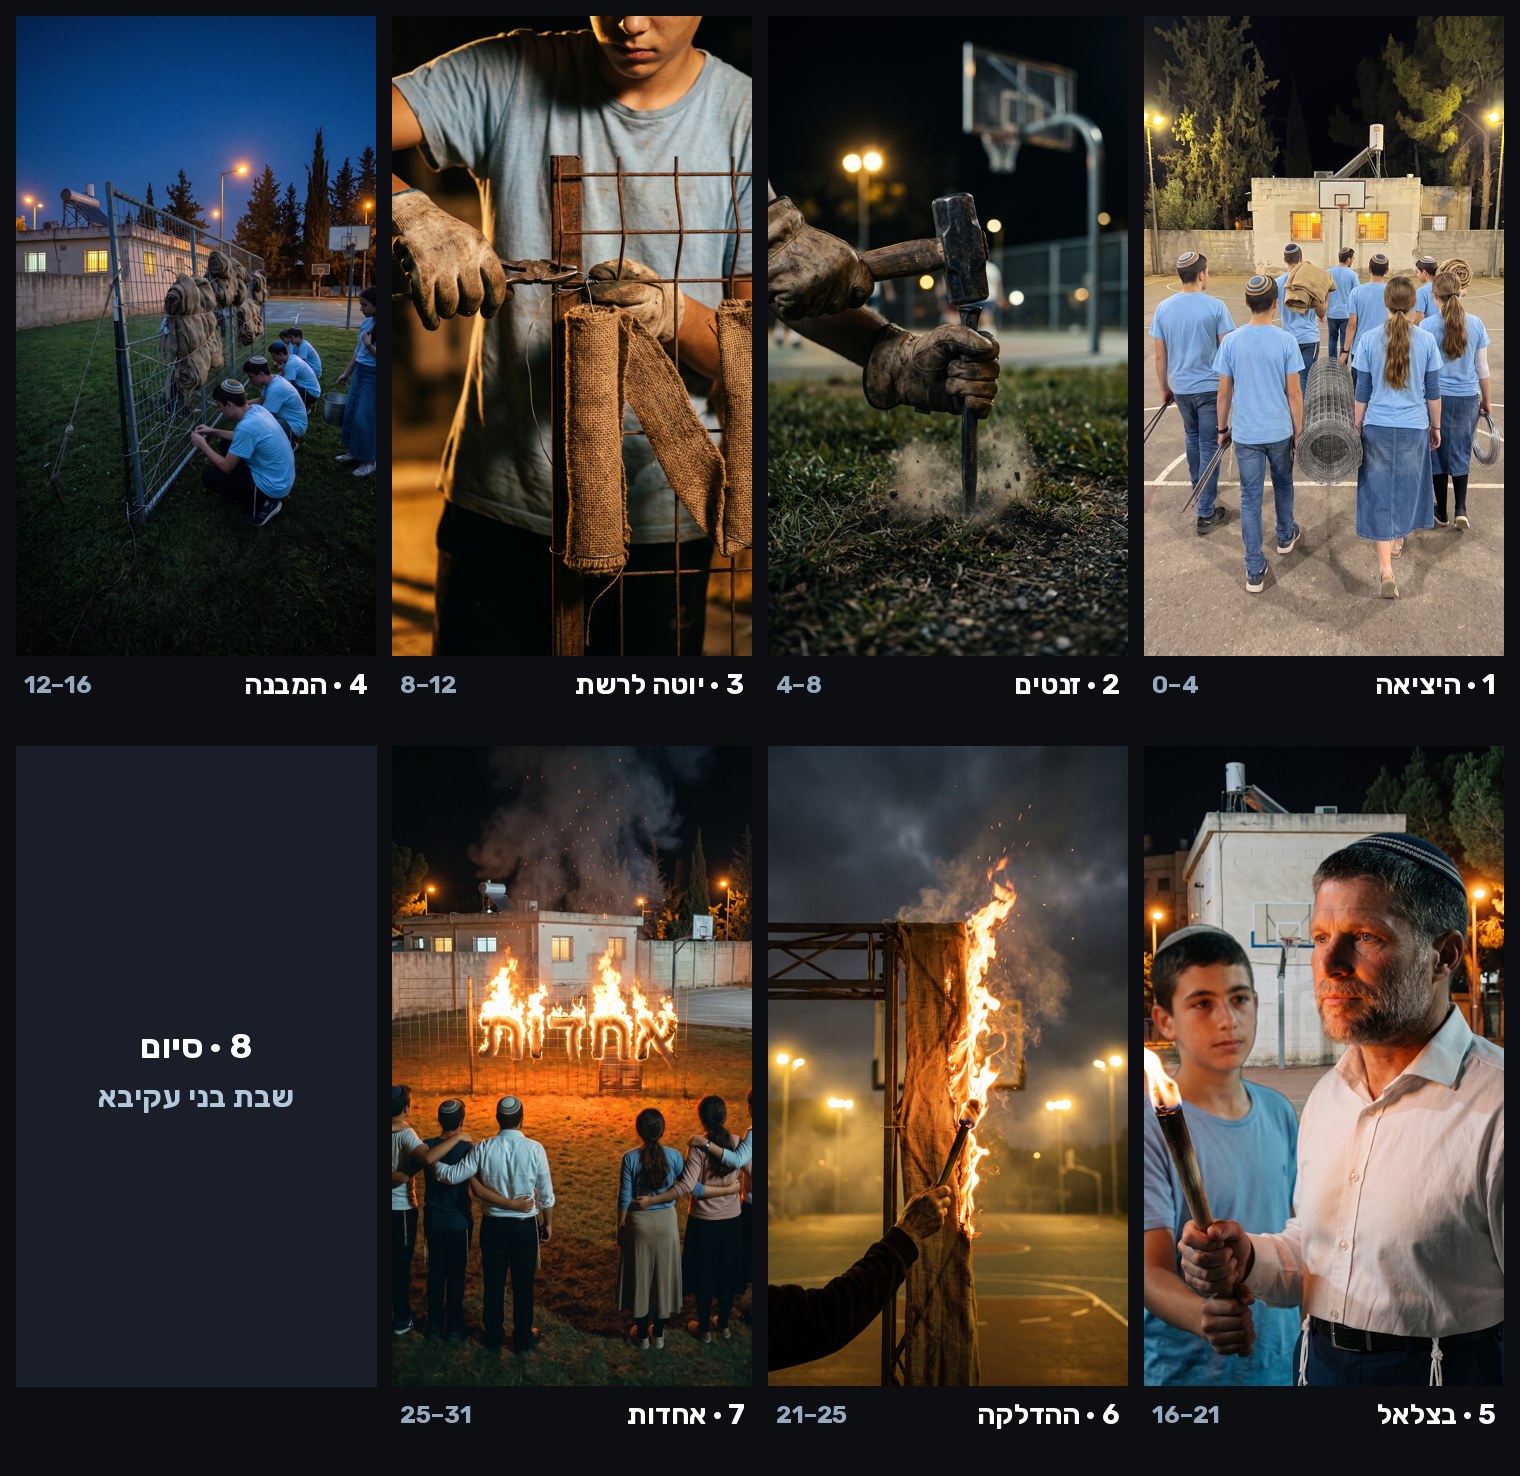 1 • היציאה
0–4
2 • זנטים
4–8
3 • יוטה לרשת
8–12
4 • המבנה
12–16
5 • בצלאל
16–21
6 • ההדלקה
21–25
אחדות
7 • אחדות
25–31
8 • סיום
שבת בני עקיבא